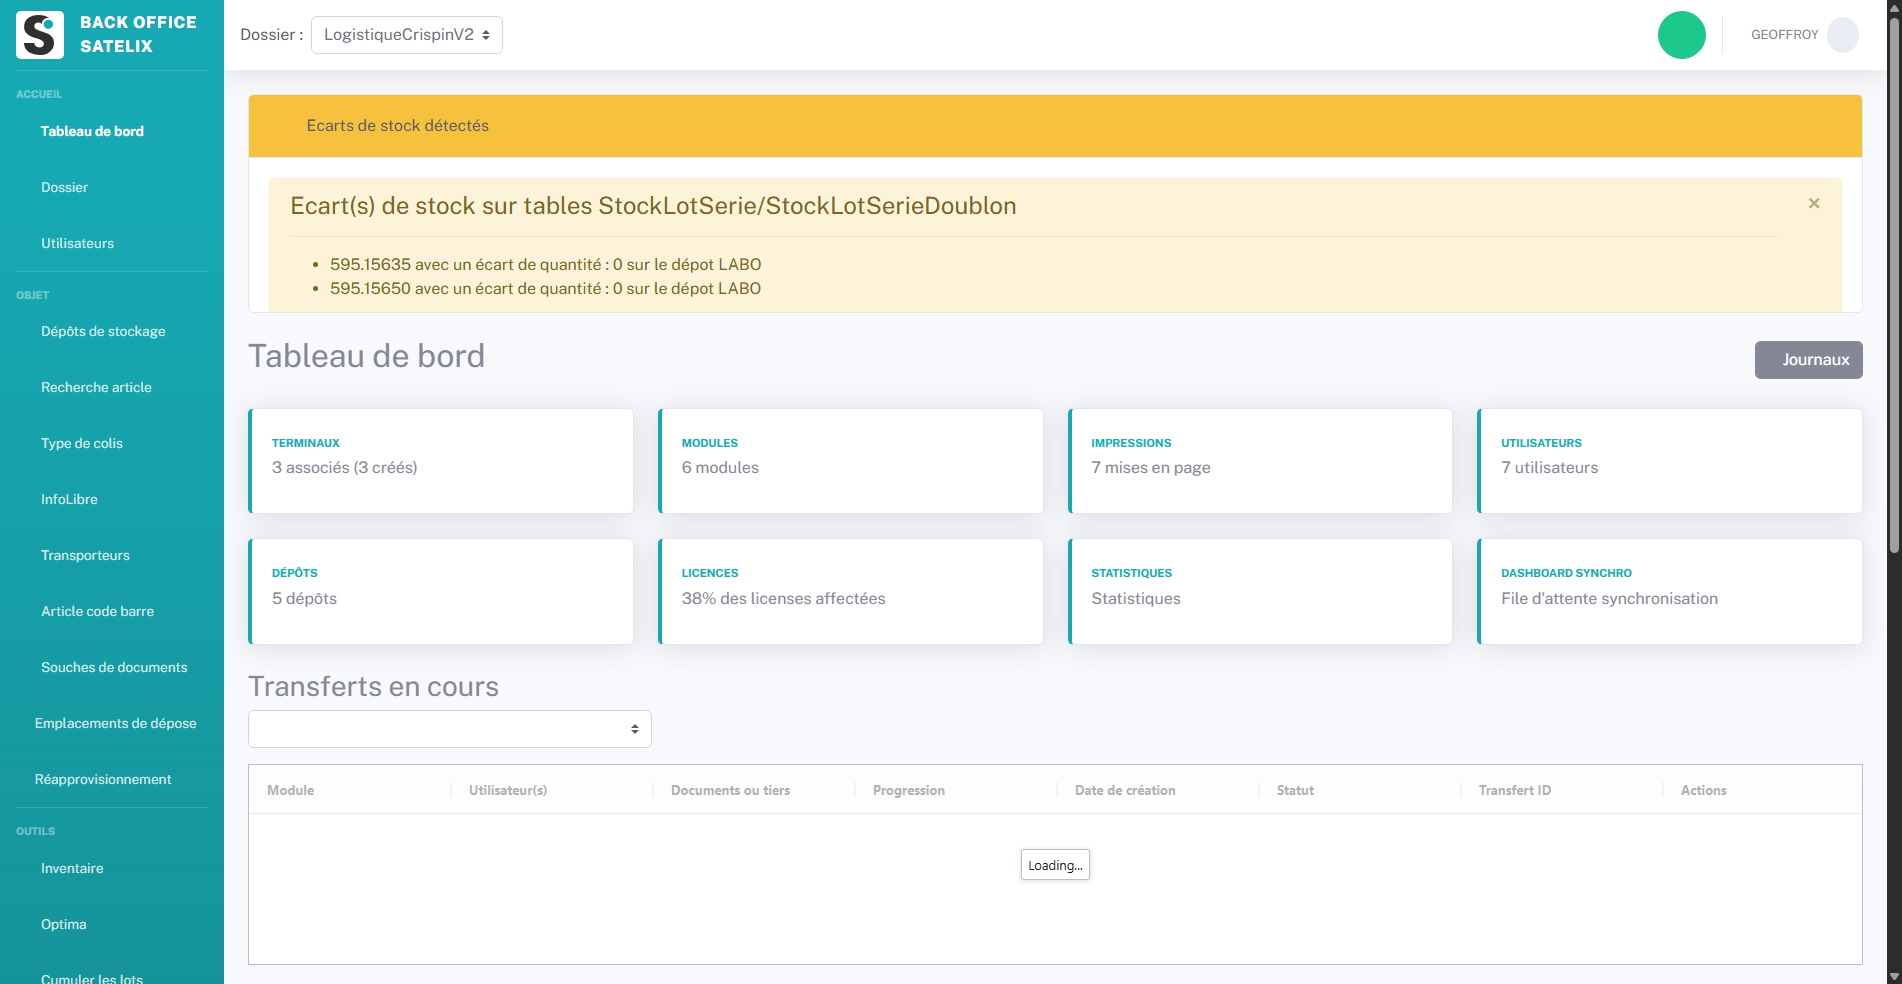 BACK OFFICE
SATELIX
Dossier :
LogistiqueCrispinV2
GEOFFROY
ACCUEIL
Tableau de bord
Dossier
Utilisateurs
OBJET
Dépôts de stockage
Recherche article
Type de colis
InfoLibre
Transporteurs
Article code barre
Souches de documents
Emplacements de dépose
Réapprovisionnement
OUTILS
Inventaire
Optima
Cumuler les lots
Ecarts de stock détectés
Ecart(s) de stock sur tables StockLotSerie/StockLotSerieDoublon
×
• 595.15635 avec un écart de quantité : 0 sur le dépot LABO
• 595.15650 avec un écart de quantité : 0 sur le dépot LABO
Tableau de bord
Journaux
TERMINAUX
3 associés (3 créés)
MODULES
6 modules
IMPRESSIONS
7 mises en page
UTILISATEURS
7 utilisateurs
DÉPÔTS
5 dépôts
LICENCES
38% des licenses affectées
STATISTIQUES
Statistiques
DASHBOARD SYNCHRO
File d'attente synchronisation
Transferts en cours
Module Utilisateur(s) Documents ou tiers Progression Date de création Statut Transfert ID Actions
Loading...